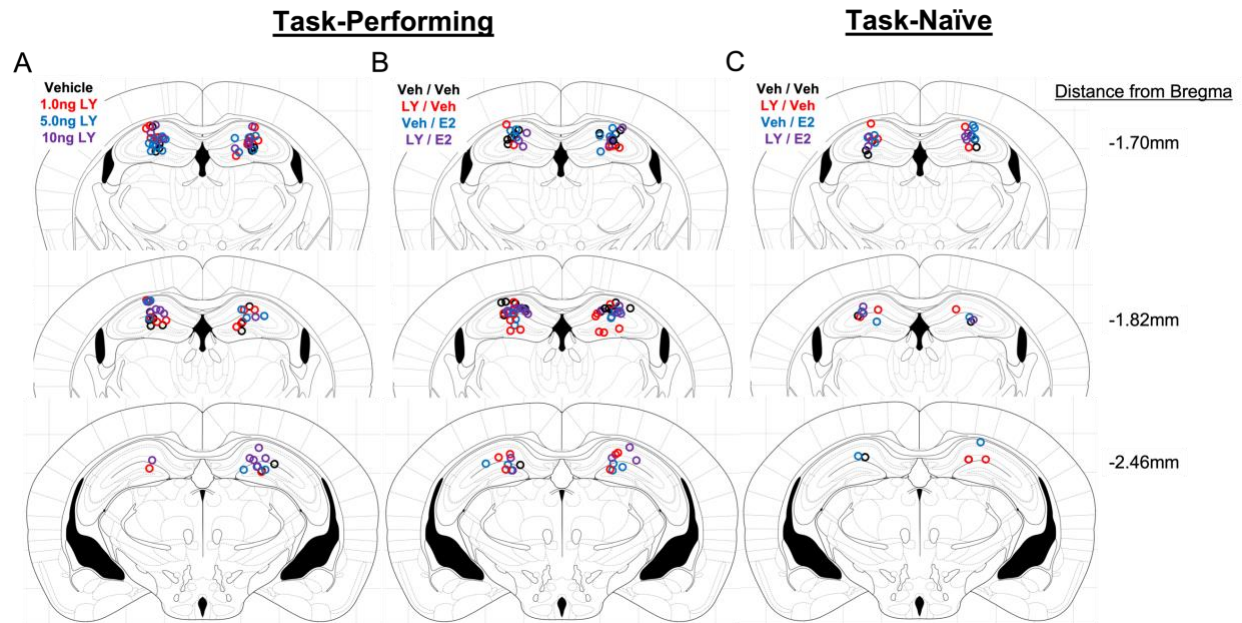 Task-Performing
Task-Naïve
A
Vehicle
1.0ng LY
5.0ng LY
10ng LY
B
Veh / Veh
LY / Veh
Veh / E2
LY / E2
C
Veh / Veh
LY / Veh
Veh / E2
LY / E2
Distance from Bregma
-1.70mm
-1.82mm
-2.46mm